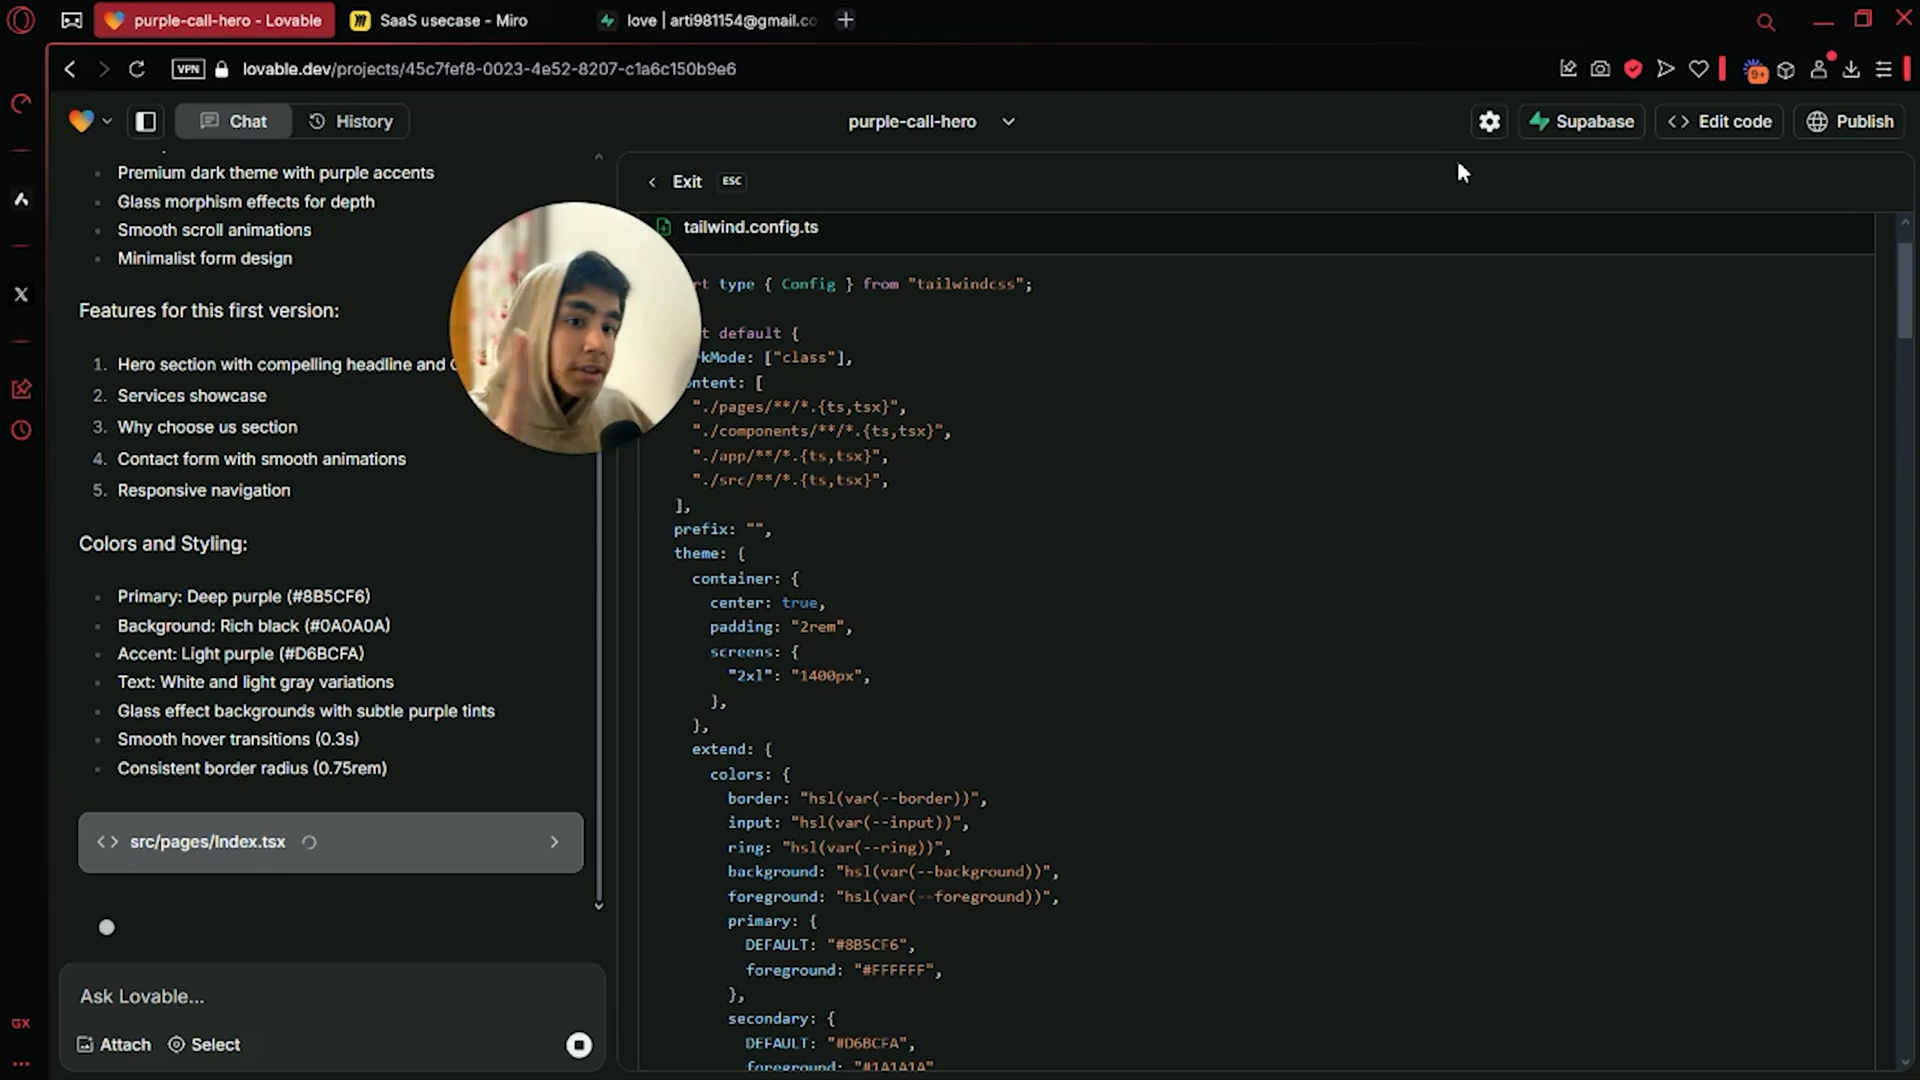 purple-call-hero - Lovable
SaaS usecase - Miro
love | arti981154@gmail.co
VPN
lovable.dev/projects/45c7fef8-0023-4e52-8207-c1a6c150b9e6
9+
Chat
History
purple-call-hero
Supabase
Edit code
Publish
Premium dark theme with purple accents
Glass morphism effects for depth
Smooth scroll animations
Minimalist form design
Features for this first version:
1. Hero section with compelling headline and
2. Services showcase
3. Why choose us section
4. Contact form with smooth animations
5. Responsive navigation
Colors and Styling:
Primary: Deep purple (#8B5CF6)
Background: Rich black (#0A0A0A)
Accent: Light purple (#D6BCFA)
Text: White and light gray variations
Glass effect backgrounds with subtle purple tints
Smooth hover transitions (0.3s)
Consistent border radius (0.75rem)
src/pages/Index.tsx
Ask Lovable...
Attach
Select
GX
Exit
ESC
tailwind.config.ts
rt type { Config } from "tailwindcss";
t default {
rkMode: ["class"],
ontent: [
"./pages/**/*.{ts,tsx}",
"./components/**/*.{ts,tsx}",
"./app/**/*.{ts,tsx}",
"./src/**/*.{ts,tsx}",
],
prefix: "",
theme: {
container: {
center: true,
padding: "2rem",
screens: {
"2xl": "1400px",
},
},
extend: {
colors: {
border: "hsl(var(--border))",
input: "hsl(var(--input))",
ring: "hsl(var(--ring))",
background: "hsl(var(--background))",
foreground: "hsl(var(--foreground))",
primary: {
DEFAULT: "#8B5CF6",
foreground: "#FFFFFF",
},
secondary: {
DEFAULT: "#D6BCFA",
foreground: "#1A1A1A"